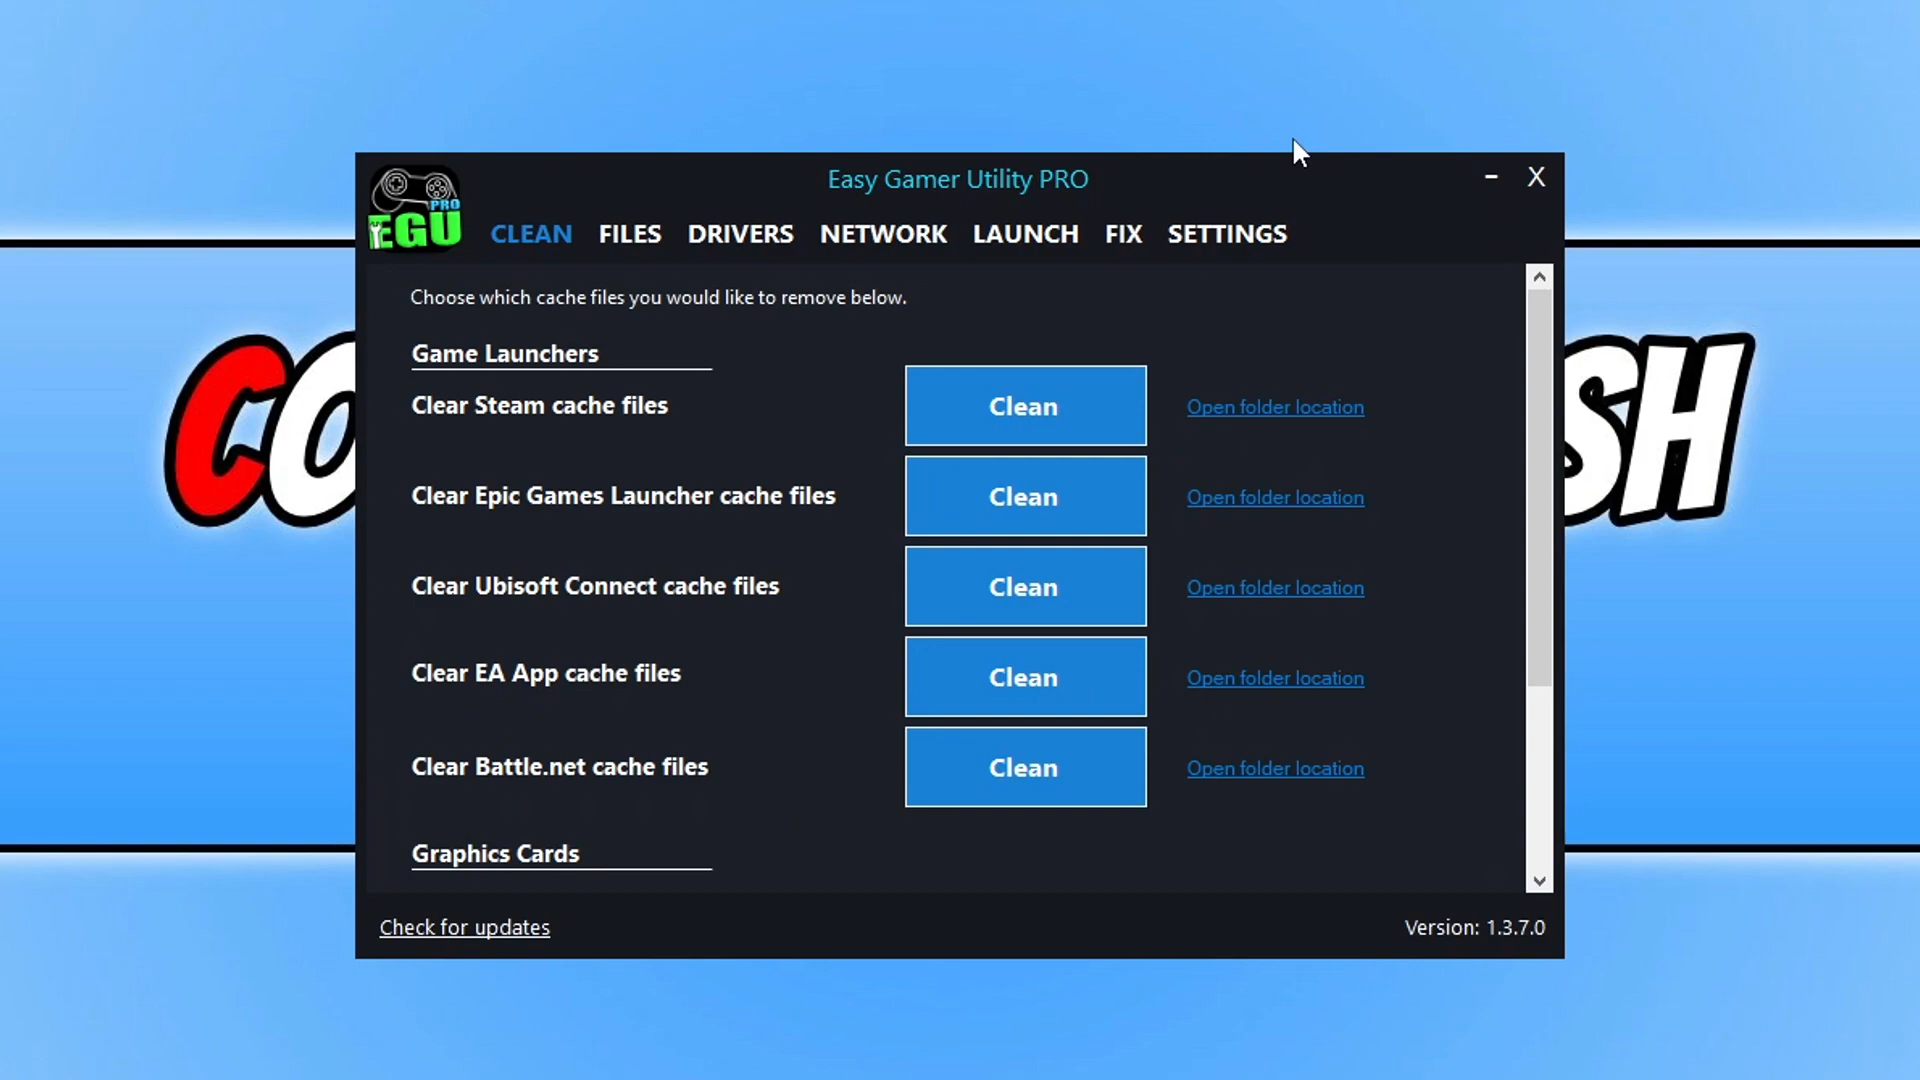 Easy Gamer Utility PRO
- X
PRO
EGU
CLEAN FILES DRIVERS NETWORK LAUNCH FIX SETTINGS
Choose which cache files you would like to remove below.
Game Launchers
Clear Steam cache files Clean Open folder location
Clear Epic Games Launcher cache files Clean Open folder location
Clear Ubisoft Connect cache files Clean Open folder location
Clear EA App cache files Clean Open folder location
Clear Battle.net cache files Clean Open folder location
Graphics Cards
Check for updates Version: 1.3.7.0
CO
SH